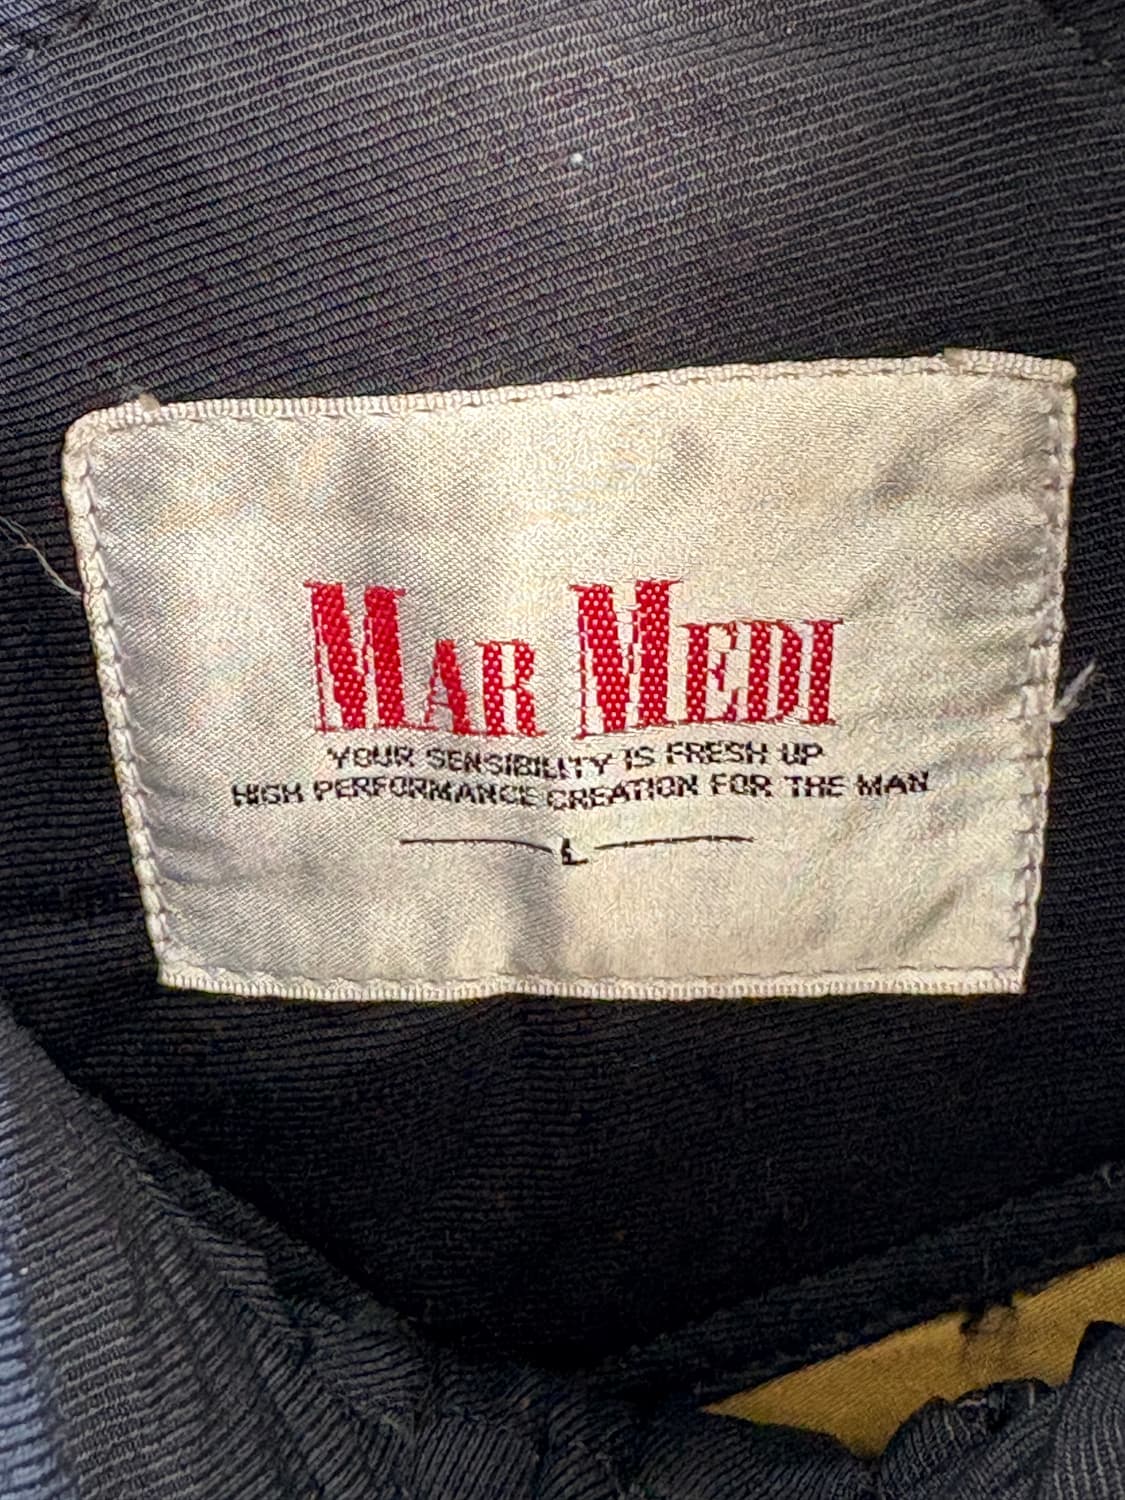 MAR MEDI
YOUR SENSIBILITY IS FRESH UP
HIGH PERFORMANCE CREATION FOR THE MAN
L